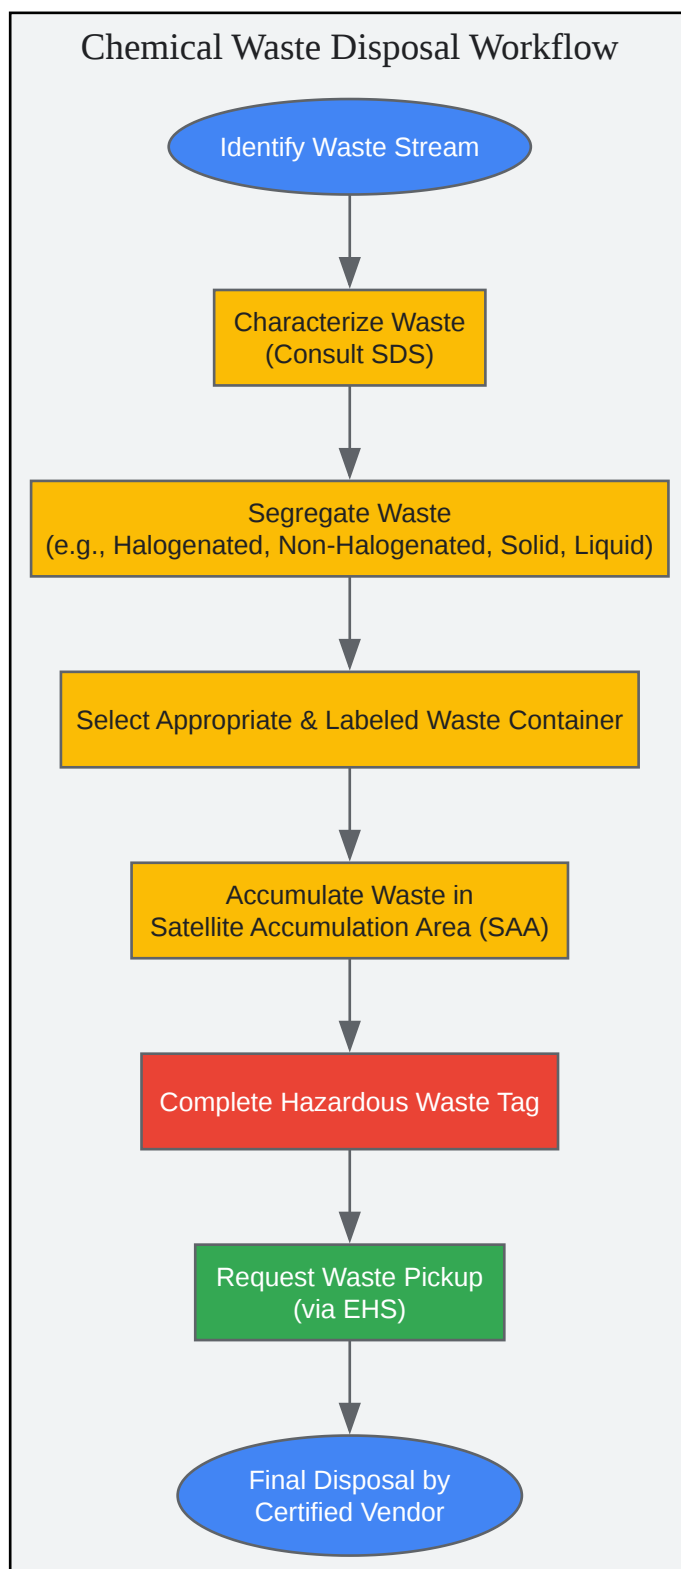 Chemical Waste Disposal Workflow
Identify Waste Stream
Characterize Waste
(Consult SDS)
Segregate Waste
(e.g., Halogenated, Non-Halogenated, Solid, Liquid)
Select Appropriate & Labeled Waste Container
Accumulate Waste in
Satellite Accumulation Area (SAA)
Complete Hazardous Waste Tag
Request Waste Pickup
(via EHS)
Final Disposal by
Certified Vendor